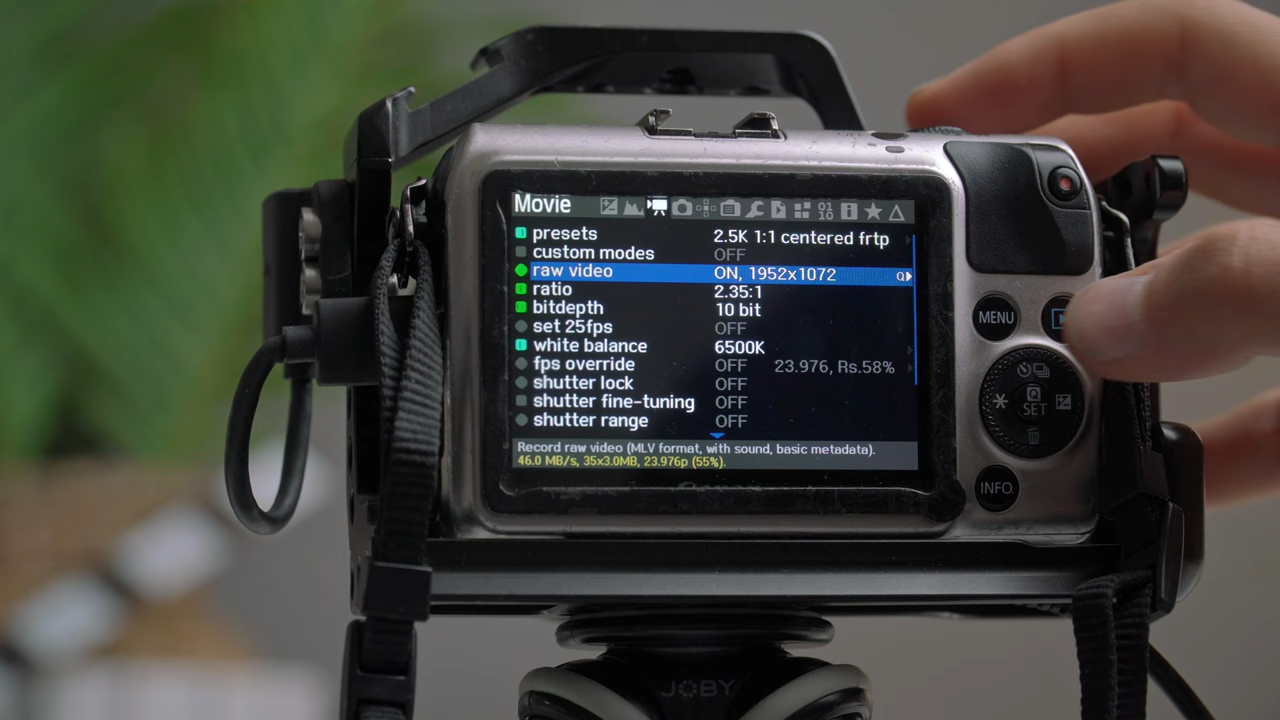 Movie
presets 2.5K 1:1 centered frtp
custom modes OFF
raw video ON, 1952x1072 Q
ratio 2.35:1
bitdepth 10 bit
set 25fps OFF
white balance 6500K
fps override OFF 23.976, Rs.58%
shutter lock OFF
shutter fine-tuning OFF
shutter range OFF
Record raw video (MLV format, with sound, basic metadata).
46.0 MB/s, 35x3.0MB, 23.976p (55%).
MENU
Q
SET
INFO.
JOBY